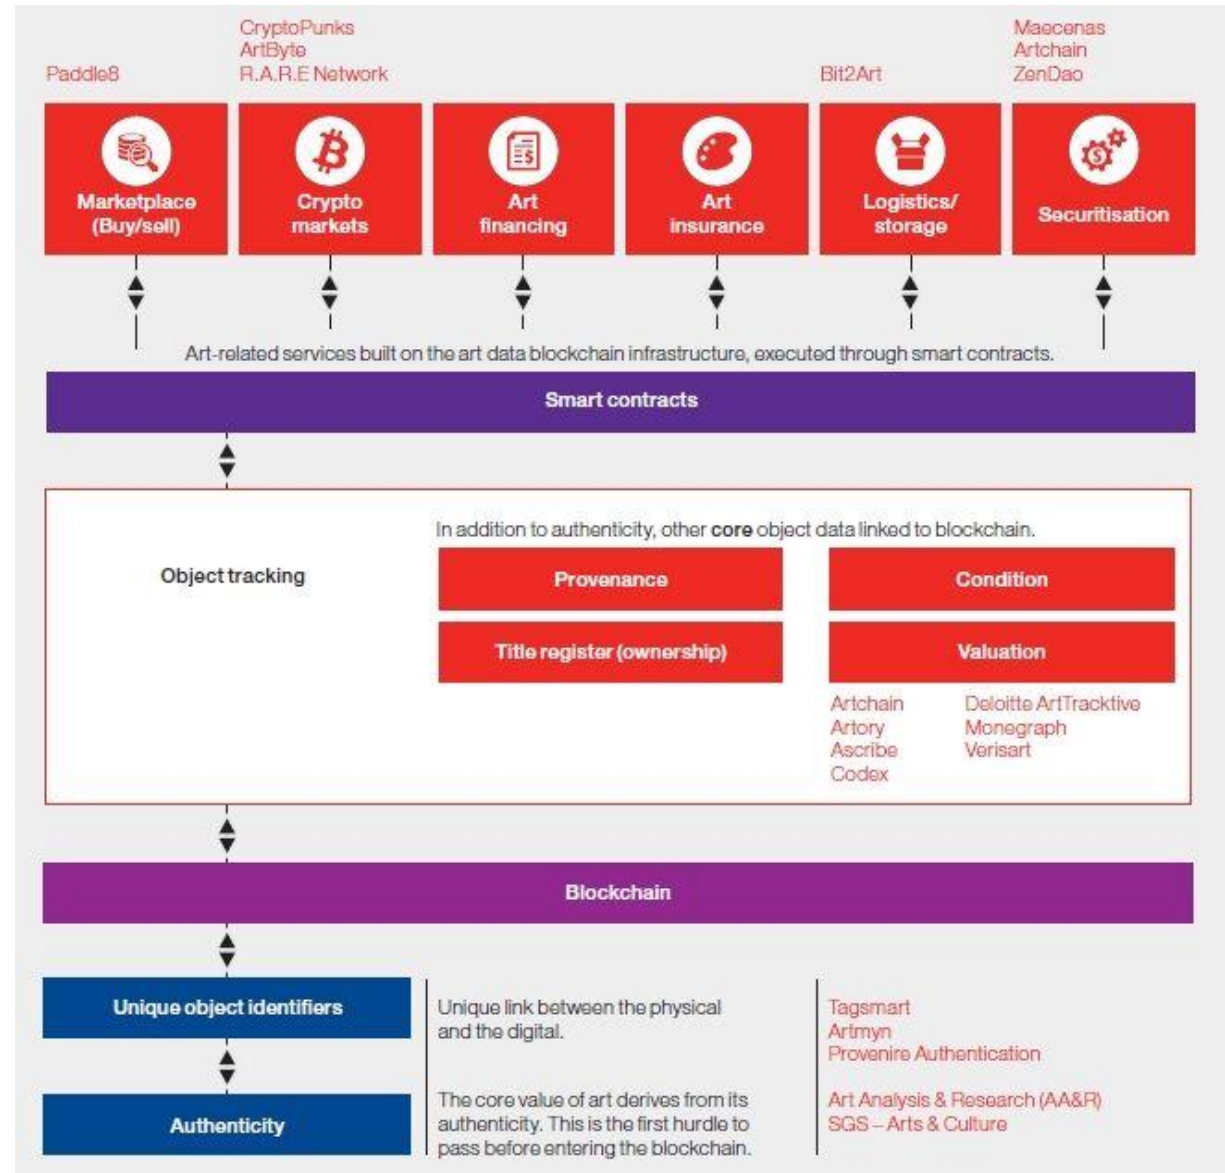 Paddle8
CryptoPunks
ArtByte
R.A.R.E Network
Bit2Art
Maecenas
Artchain
ZenDao
Marketplace
(Buy/sell)
Crypto
markets
Art
financing
Art
insurance
Logistics/
storage
Securitisation
Art-related services built on the art data blockchain infrastructure, executed through smart contracts.
Smart contracts
Object tracking
In addition to authenticity, other core object data linked to blockchain.
Provenance
Condition
Title register (ownership)
Valuation
Artchain
Artory
Ascribe
Codex
Deloitte ArtTracktive
Monegraph
Verisart
Blockchain
Unique object identifiers
Unique link between the physical
and the digital.
Tagsmart
Artmyn
Provenire Authentication
Authenticity
The core value of art derives from its
authenticity. This is the first hurdle to
pass before entering the blockchain.
Art Analysis & Research (AA&R)
SGS – Arts & Culture